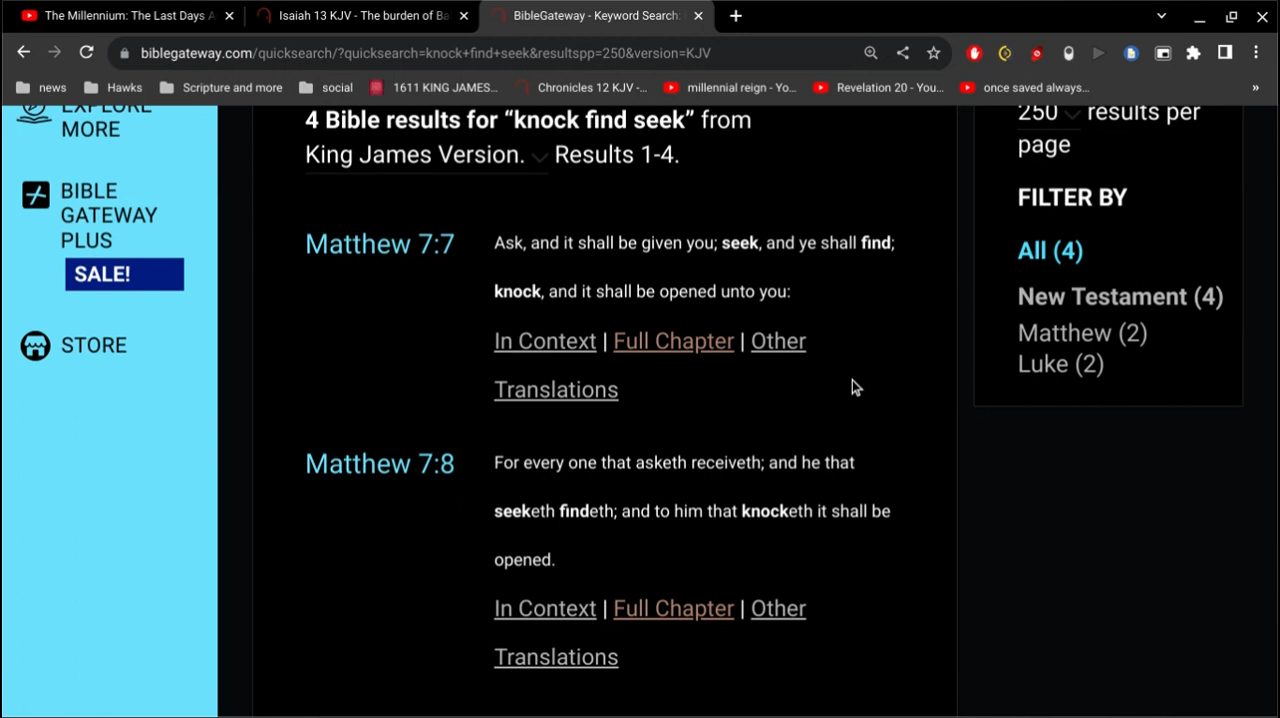 The Millennium: The Last Days A
Isaiah 13 KJV - The burden of Ba
BibleGateway - Keyword Search:
biblegateway.com/quicksearch/?quicksearch=knock+find+seek&resultspp=250&version=KJV
news
Hawks
Scripture and more
social
1611 KING JAMES...
Chronicles 12 KJV -...
millennial reign - Yo...
Revelation 20 - You...
once saved always...
»
EXPLORE
MORE
BIBLE
GATEWAY
PLUS
SALE!
STORE
4 Bible results for “knock find seek” from
King James Version. Results 1-4.
Matthew 7:7
Ask, and it shall be given you; seek, and ye shall find;
knock, and it shall be opened unto you:
In Context | Full Chapter | Other
Translations
Matthew 7:8
For every one that asketh receiveth; and he that
seeketh findeth; and to him that knocketh it shall be
opened.
In Context | Full Chapter | Other
Translations
250 results per
page
FILTER BY
All (4)
New Testament (4)
Matthew (2)
Luke (2)